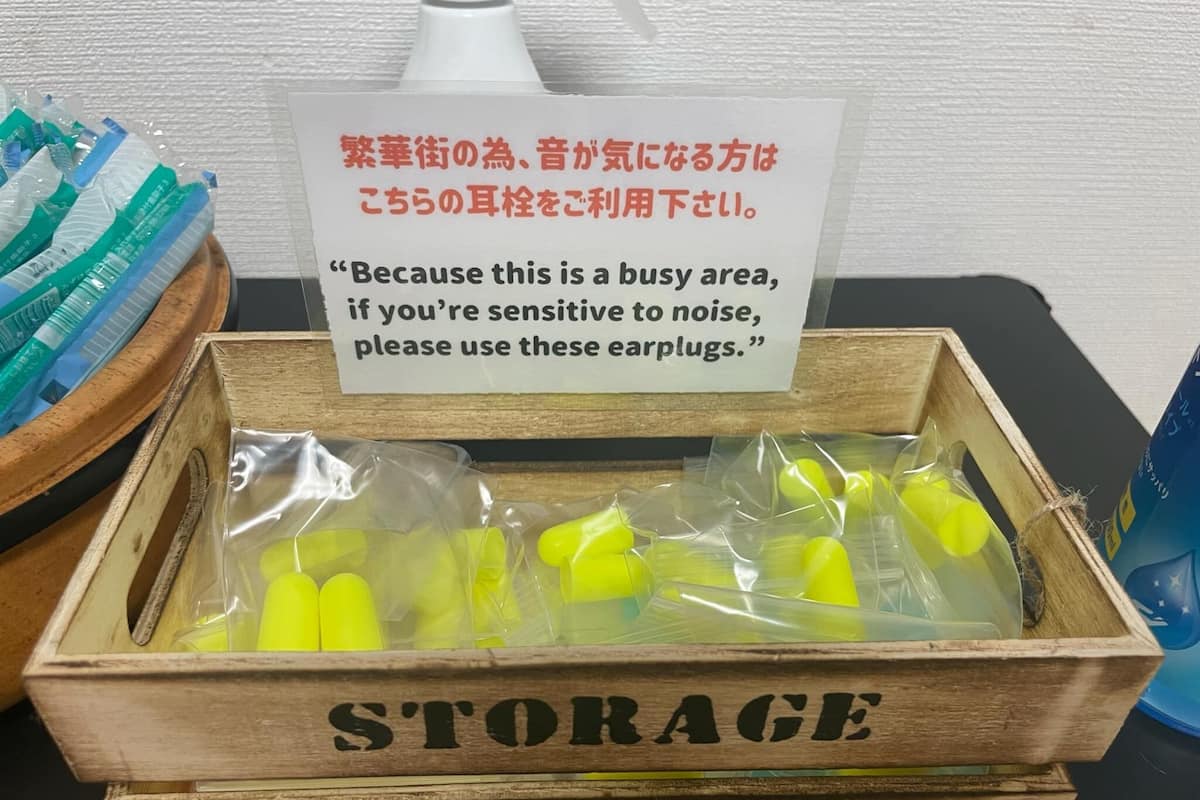 繁華街の為、音が気になる方は
こちらの耳栓をご利用下さい。
“Because this is a busy area,
if you’re sensitive to noise,
please use these earplugs.”
STORAGE